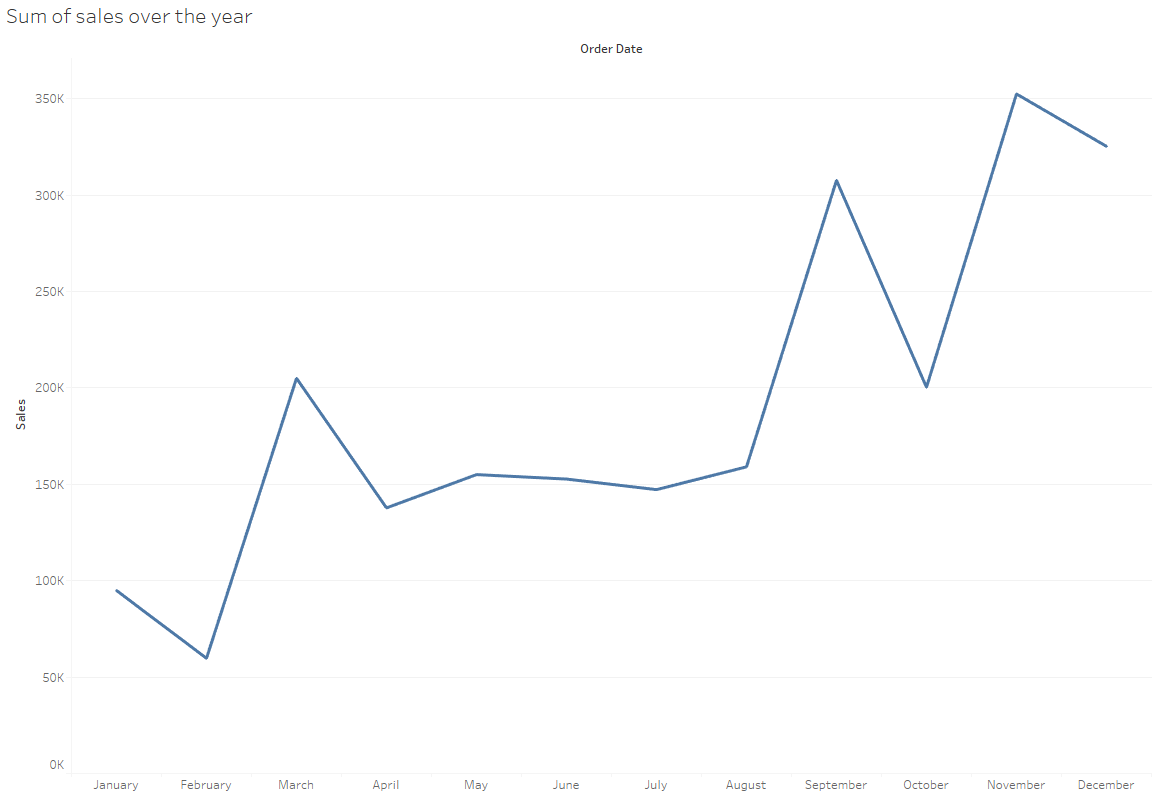 Sum of sales over the year
Order Date
350K
300K
250K
200K
150K
100K
50K
0K
Sales
January February March April May June July August September October November December